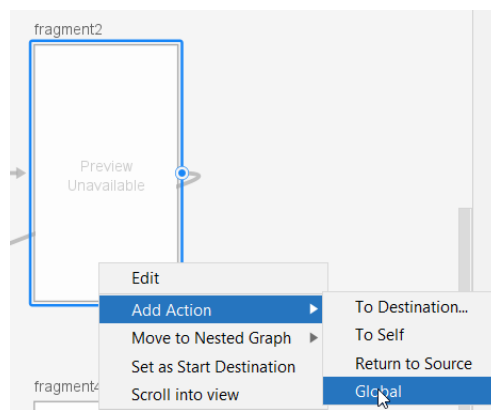 fragment2
Preview
Unavailable
Edit
Add Action
Move to Nested Graph
Set as Start Destination
Scroll into view
To Destination...
To Self
Return to Source
Global
fragment4